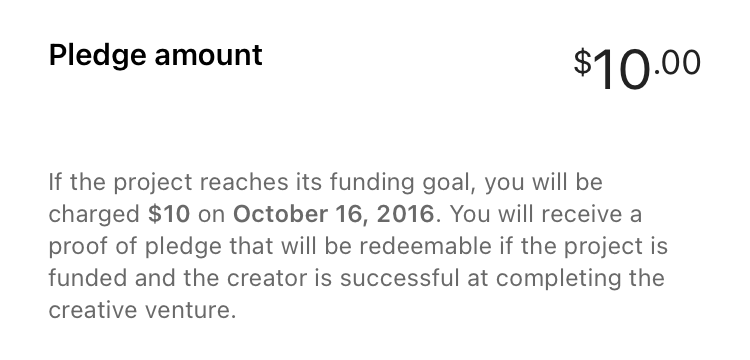 Pledge amount $10.00
If the project reaches its funding goal, you will be
charged $10 on October 16, 2016. You will receive a
proof of pledge that will be redeemable if the project is
funded and the creator is successful at completing the
creative venture.